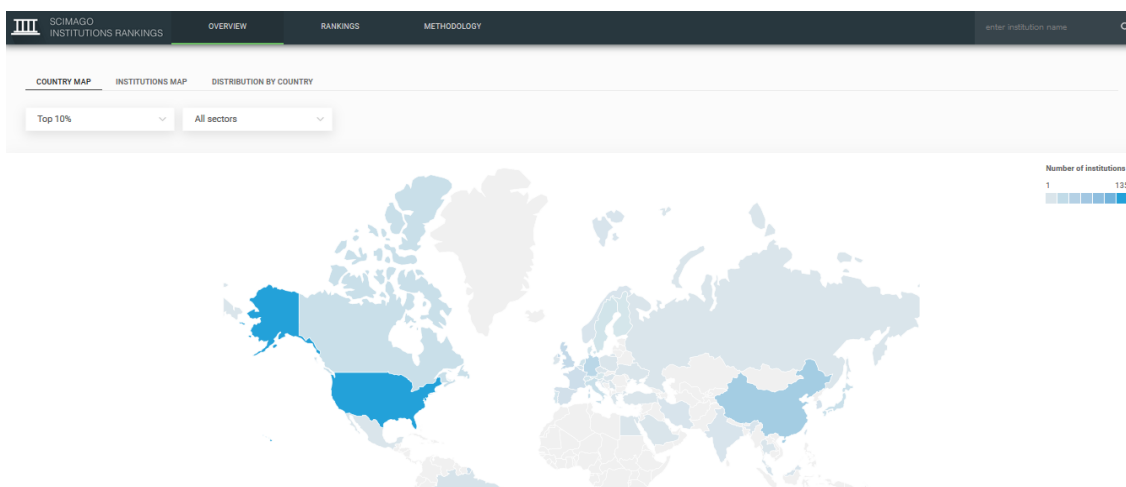 SCIMAGO
INSTITUTIONS RANKINGS
OVERVIEW
RANKINGS
METHODOLOGY
enter institution name
COUNTRY MAP
INSTITUTIONS MAP
DISTRIBUTION BY COUNTRY
Top 10%
All sectors
Number of institutions
1